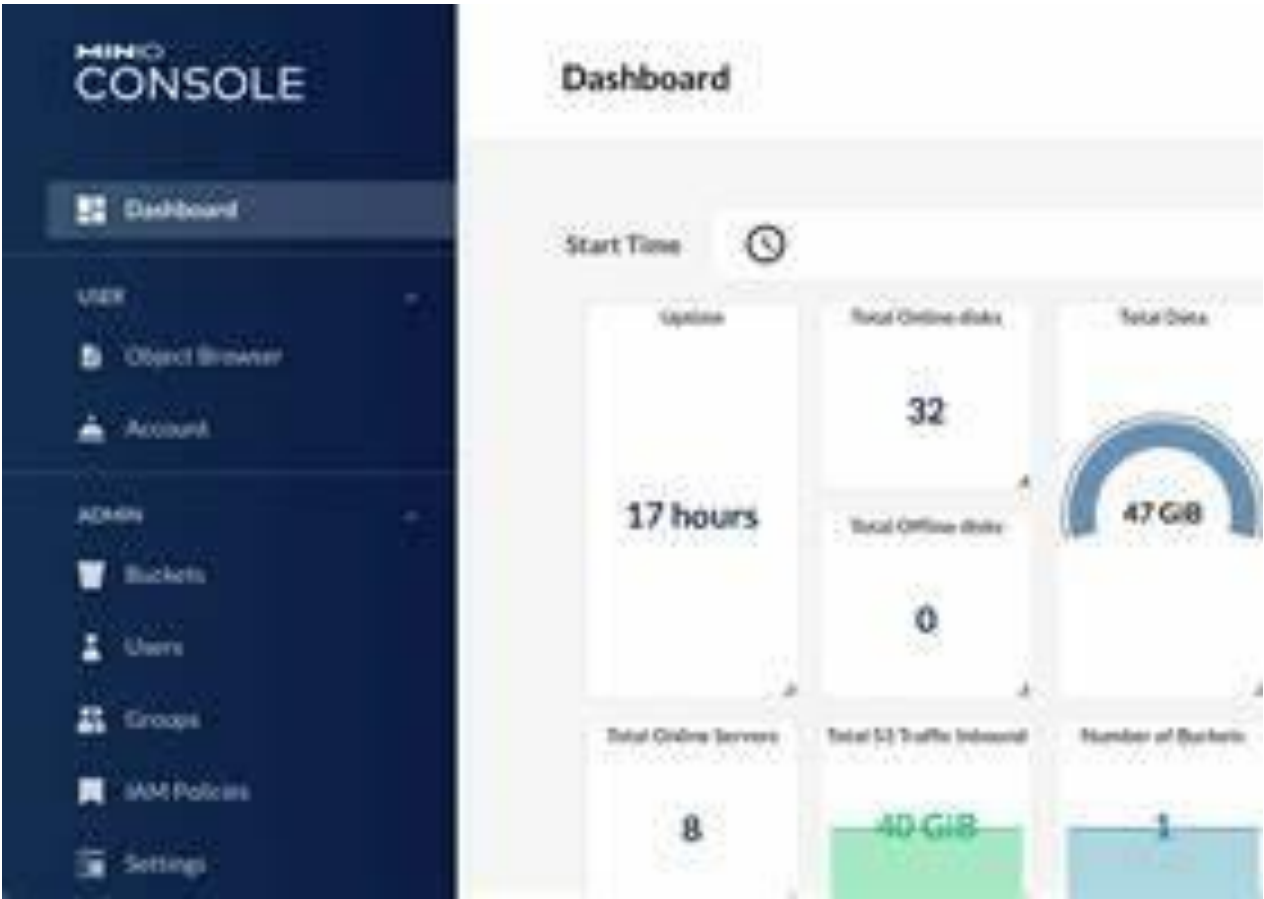 MINIO
CONSOLE
Dashboard
USER
Object Browser
Account
ADMIN
Buckets
Users
Groups
IAM Policies
Settings
Dashboard
Start Time
Uptime
17 hours
Total Online disks
32
Total Offline disks
0
Total Data
47 GiB
Total Online Servers
8
Total S3 Traffic Inbound
40 GiB
Number of Buckets
1